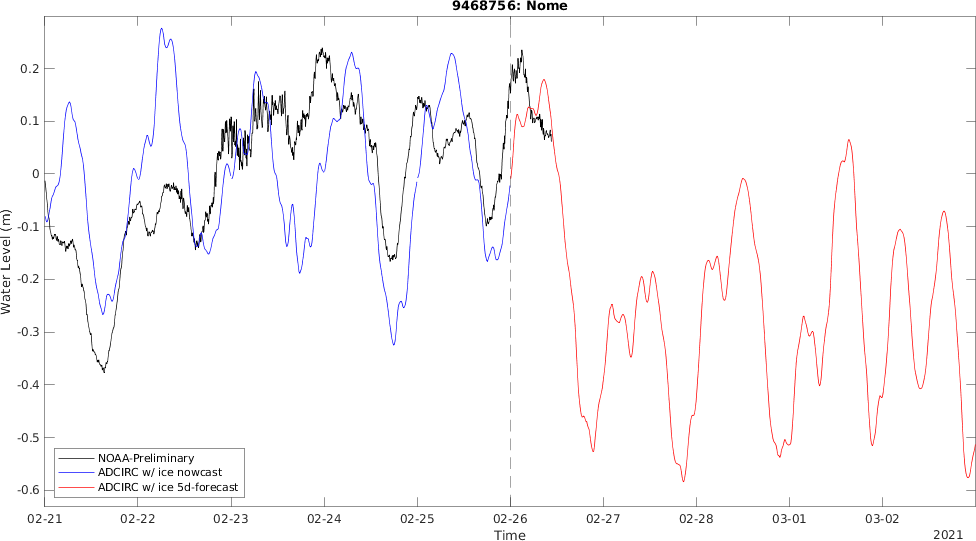 9468756: Nome
Water Level (m)
0.2
0.1
0
-0.1
-0.2
-0.3
-0.4
-0.5
-0.6
NOAA-Preliminary
ADCIRC w/ ice nowcast
ADCIRC w/ ice 5d-forecast
02-21 02-22 02-23 02-24 02-25 02-26 02-27 02-28 03-01 03-02
Time
2021